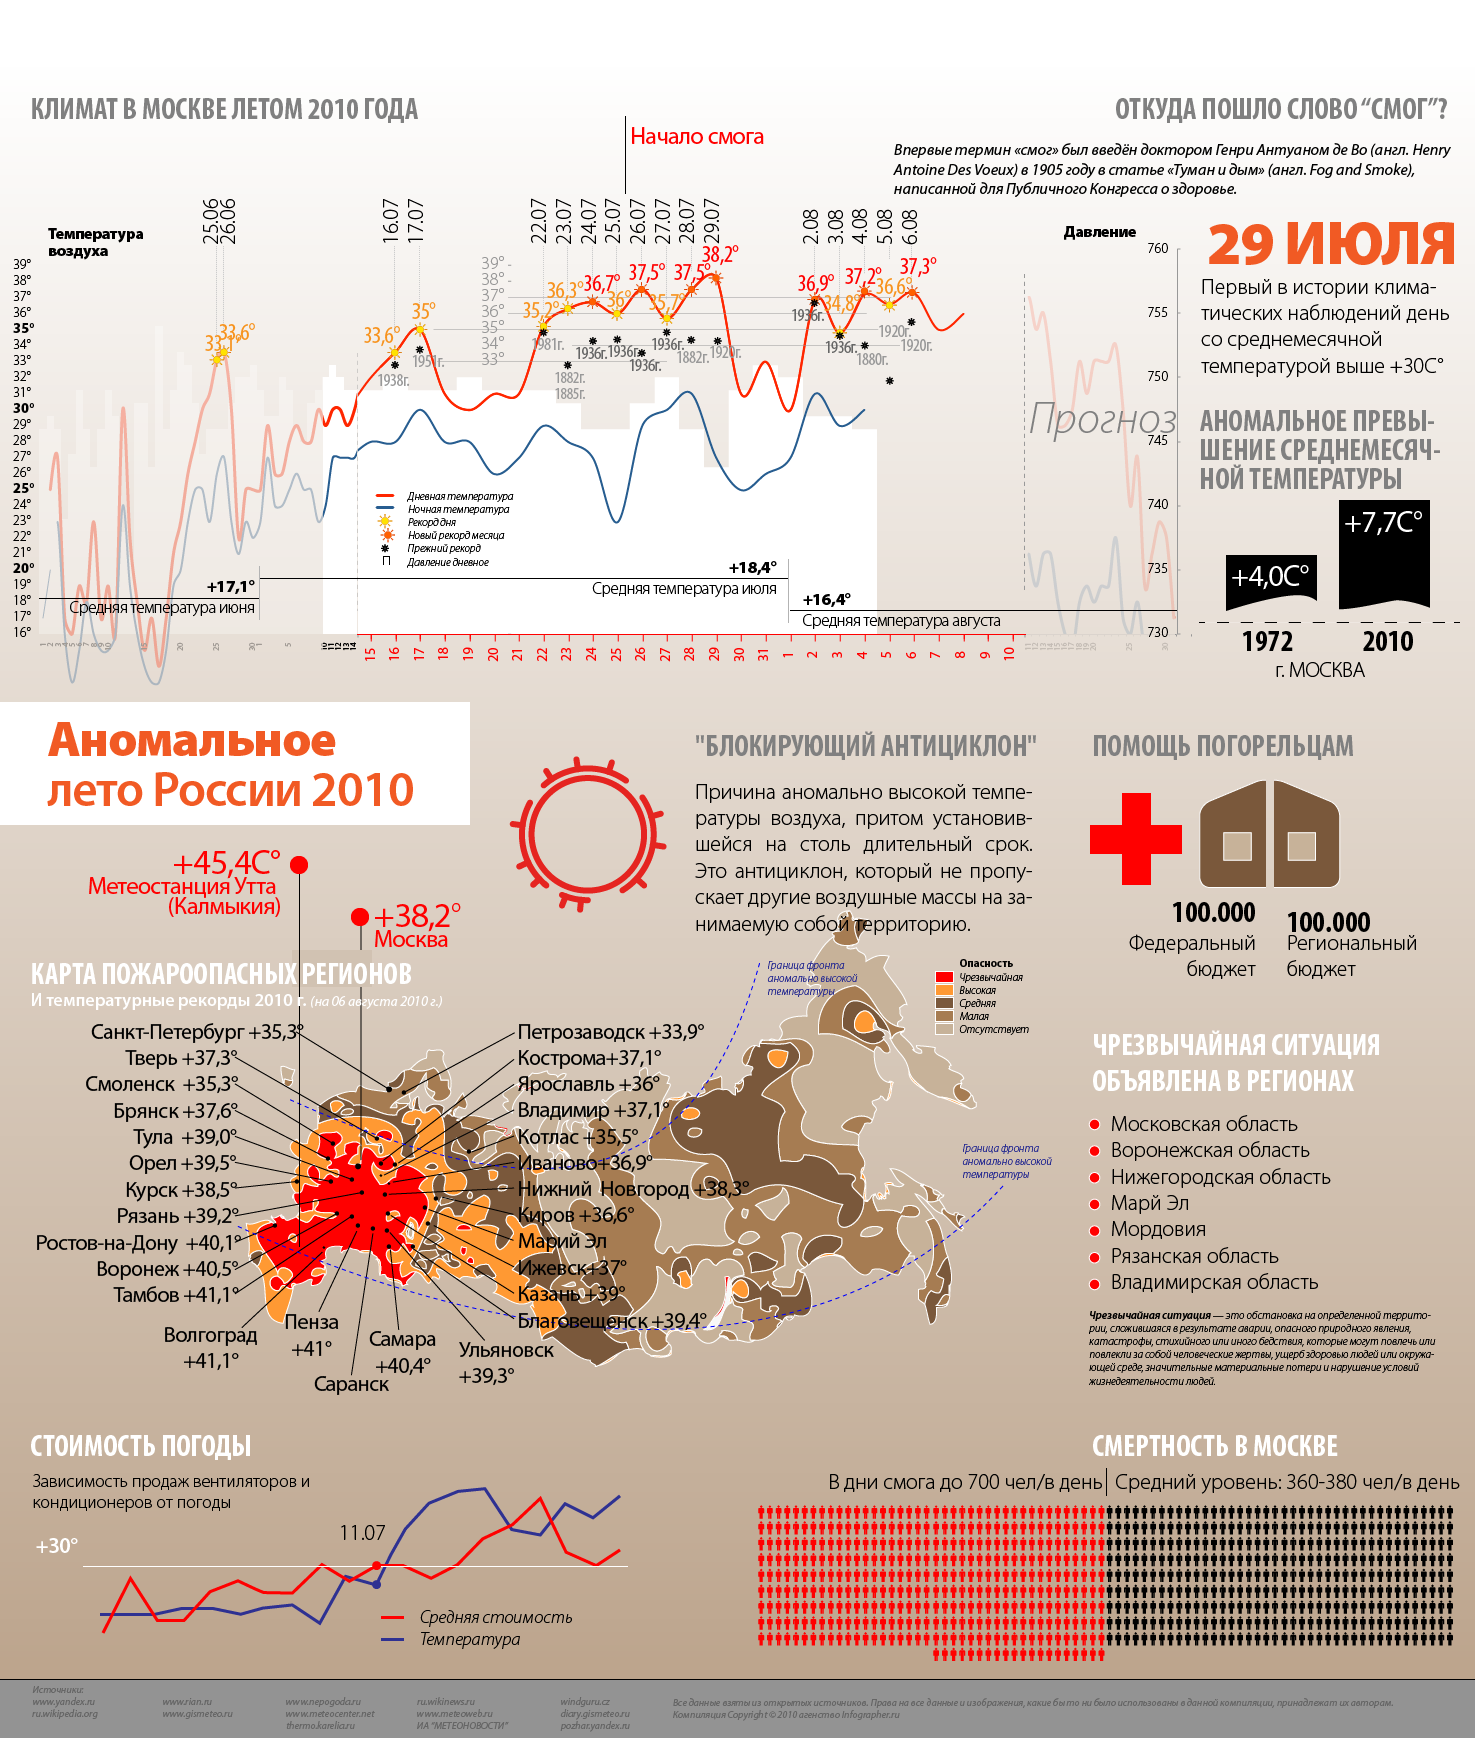 КЛИМАТ В МОСКВЕ ЛЕТОМ 2010 ГОДА
ОТКУДА ПОШЛО СЛОВО “СМОГ”?
Начало смога
Впервые термин «смог» был введён доктором Генри Антуаном де Во (англ. Henry
Antoine Des Voeux) в 1905 году в статье «Туман и дым» (англ. Fog and Smoke),
написанной для Публичного Конгресса о здоровье.
25.06
26.06
16.07
17.07
22.07
23.07
24.07
25.07
26.07
27.07
28.07
29.07
2.08
3.08
4.08
5.08
6.08
Температура
воздуха
Давление
39°
38°
37°
36°
35°
34°
33°
32°
31°
30°
29°
28°
27°
26°
25°
24°
23°
22°
21°
20°
19°
18°
17°
16°
39°
38°
37°
36°
35°
34°
33°
33,6°
33,6°
35°
35,2°
36,3°
36,7°
36°
37,5°
35,7°
37,5°
38,2°
36,9°
34,8°
37,2°
36,6°
37,3°
1938г.
1951г.
1981г.
1882г.
1885г.
1936г.
1936г.
1936г.
1936г.
1882г.
1920г.
1936г.
1936г.
1880г.
1920г.
1920г.
760
755
750
745
740
735
730
Прогноз
Дневная температура
Ночная температура
Рекорд дня
Новый рекорд месяца
Прежний рекорд
Давление дневное
+17,1°
Средняя температура июня
+18,4°
Средняя температура июля
+16,4°
Средняя температура августа
15 16 17 18 19 20 21 22 23 24 25 26 27 28 29 30 31 1 2 3 4 5 6 7 8 9 10
29 ИЮЛЯ
Первый в истории клима-
тических наблюдений день
со среднемесячной
температурой выше +30С°
АНОМАЛЬНОЕ ПРЕВЫ-
ШЕНИЕ СРЕДНЕМЕСЯЧ-
НОЙ ТЕМПЕРАТУРЫ
+4,0С°
+7,7С°
1972
2010
г. МОСКВА
Аномальное
лето России 2010
"БЛОКИРУЮЩИЙ АНТИЦИКЛОН"
Причина аномально высокой темпе-
ратуры воздуха, притом установив-
шейся на столь длительный срок.
Это антициклон, который не пропу-
скает другие воздушные массы на за-
нимаемую собой территорию.
ПОМОЩЬ ПОГОРЕЛЬЦАМ
100.000
Федеральный
бюджет
100.000
Региональный
бюджет
+45,4С°
Метеостанция Утта
(Калмыкия)
+38,2°
Москва
КАРТА ПОЖАРООПАСНЫХ РЕГИОНОВ
И температурные рекорды 2010 г. (на 06 августа 2010 г.)
Граница фронта
аномально высокой
температуры
Опасность
Чрезвычайная
Высокая
Средняя
Малая
Отсутствует
Санкт-Петербург +35,3°
Тверь +37,3°
Смоленск +35,3°
Брянск +37,6°
Тула +39,0°
Орел +39,5°
Курск +38,5°
Рязань +39,2°
Ростов-на-Дону +40,1°
Воронеж +40,5°
Тамбов +41,1°
Волгоград
+41,1°
Пенза
+41°
Саранск
Самара
+40,4°
Ульяновск
+39,3°
Петрозаводск +33,9°
Кострома+37,1°
Ярославль +36°
Владимир +37,1°
Котлас +35,5°
Иваново+36,9°
Нижний Новгород +38,3°
Киров +36,6°
Марий Эл
Ижевск+37°
Казань +39°
Благовещенск +39,4°
Граница фронта
аномально высокой
температуры
ЧРЕЗВЫЧАЙНАЯ СИТУАЦИЯ
ОБЪЯВЛЕНА В РЕГИОНАХ
Московская область
Воронежская область
Нижегородская область
Марй Эл
Мордовия
Рязанская область
Владимирская область
Чрезвычайная ситуация — это обстановка на определенной террито-
рии, сложившаяся в результате аварии, опасного природного явления,
катастрофы, стихийного или иного бедствия, которые могут повлечь или
повлекли за собой человеческие жертвы, ущерб здоровью людей или окружа-
ющей среде, значительные материальные потери и нарушение условий
жизнедеятельности людей.
СТОИМОСТЬ ПОГОДЫ
Зависимость продаж вентиляторов и
кондиционеров от погоды
+30°
11.07
Средняя стоимость
Температура
СМЕРТНОСТЬ В МОСКВЕ
В дни смога до 700 чел/в день
Средний уровень: 360-380 чел/в день
Источники:
www.yandex.ru
ru.wikipedia.org
www.rian.ru
www.gismeteo.ru
www.nepogoda.ru
www.meteocenter.net
thermo.karelia.ru
ru.wikinews.ru
www.meteoweb.ru
ИА "МЕТЕОНОВОСТИ"
windguru.cz
diary.gismeteo.ru
pozhar.yandex.ru
Все данные взяты из открытых источников. Права на все данные и изображения, какие бы то ни было использованы в данной компиляции, принадлежат их авторам.
Компиляция Copyright © 2010 агенство Infographer.ru